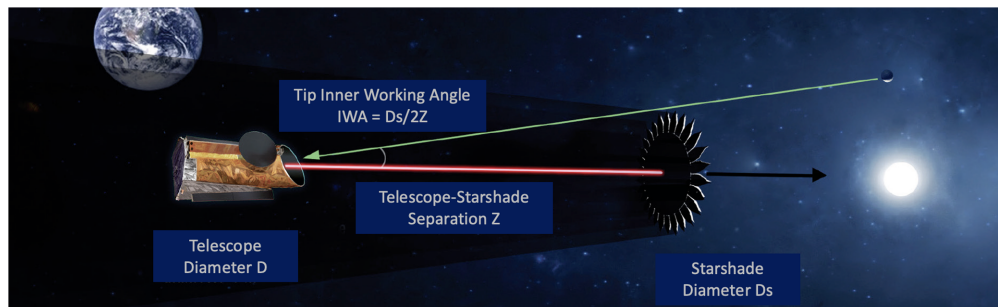 Tip Inner Working Angle
IWA = Ds/2Z
Telescope-Starshade
Separation Z
Telescope
Diameter D
Starshade
Diameter Ds